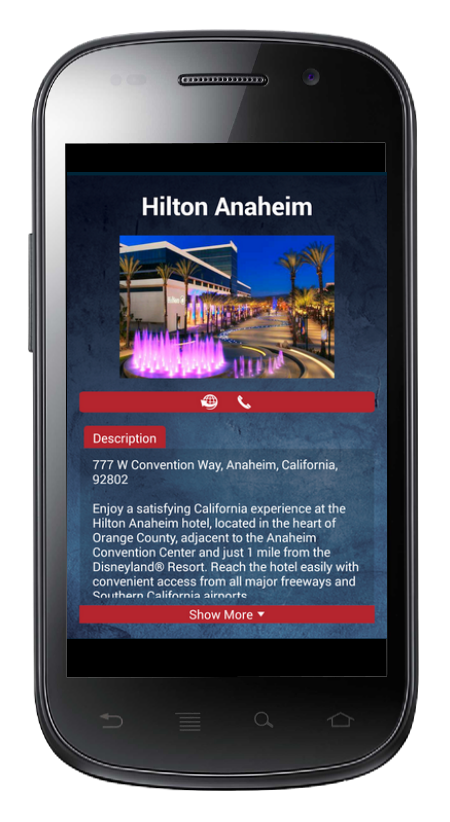 Hilton Anaheim
Description
777 W Convention Way, Anaheim, California,
92802
Enjoy a satisfying California experience at the
Hilton Anaheim hotel, located in the heart of
Orange County, adjacent to the Anaheim
Convention Center and just 1 mile from the
Disneyland® Resort. Reach the hotel easily with
convenient access from all major freeways and
Southern California airports
Show More